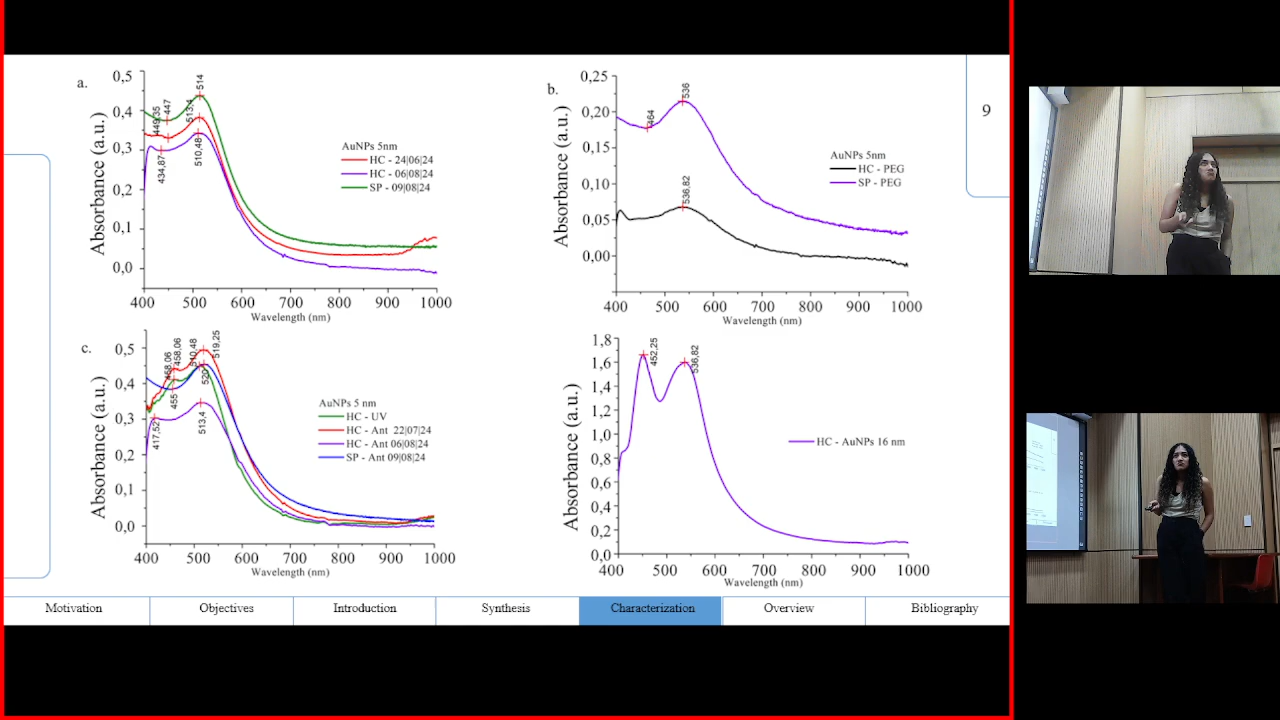 a.
0,5
0,4
0,3
0,2
0,1
0,0
Absorbance (a.u.)
449,35
447
513,4
514
434,87
510,48
AuNPs 5nm
HC - 24|06|24
HC - 06|08|24
SP - 09|08|24
400 500 600 700 800 900 1000
Wavelength (nm)
b.
0,25
0,20
0,15
0,10
0,05
0,00
Absorbance (a.u.)
464
536
536,82
AuNPs 5nm
HC - PEG
SP - PEG
400 500 600 700 800 900 1000
Wavelength (nm)
9
c.
0,5
0,4
0,3
0,2
0,1
0,0
Absorbance (a.u.)
458,06
458,06
510,48
519,25
455
520
417,52
513,4
AuNPs 5 nm
HC - UV
HC - Ant 22|07|24
HC - Ant 06|08|24
SP - Ant 09|08|24
400 500 600 700 800 900 1000
Wavelength (nm)
1,8
1,6
1,4
1,2
1,0
0,8
0,6
0,4
0,2
0,0
Absorbance (a.u.)
452,25
536,82
HC - AuNPs 16 nm
400 500 600 700 800 900 1000
Wavelength (nm)
Motivation Objectives Introduction Synthesis Characterization Overview Bibliography